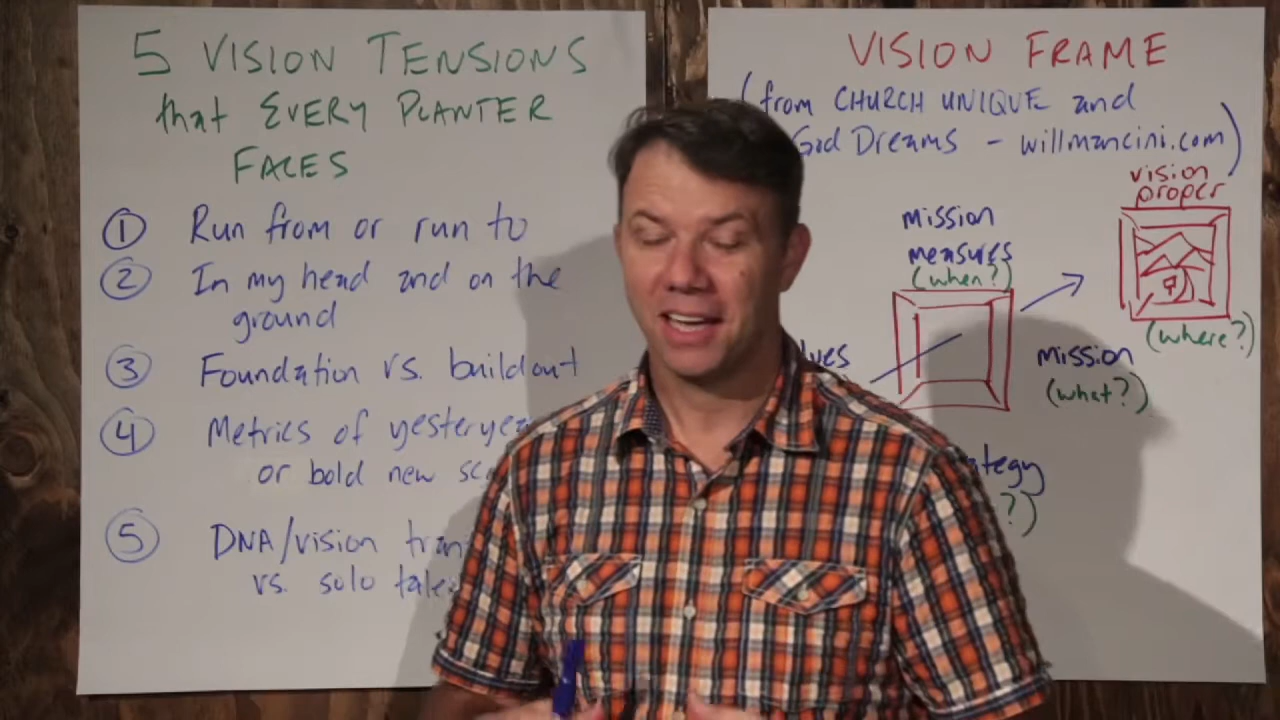 5 VISION TENSIONS
that EVERY PLANTER
FACES
1 Run from or run to
2 In my head and on the
ground
3 Foundation vs. buildout
4 Metrics of
or bold new
5 DNA/vision
vs. solo
VISION FRAME
(from CHURCH UNIQUE and
God Dreams - willmancini.com)
vision
proper
(where?)
mission
measures
(when?)
mission
(what?)